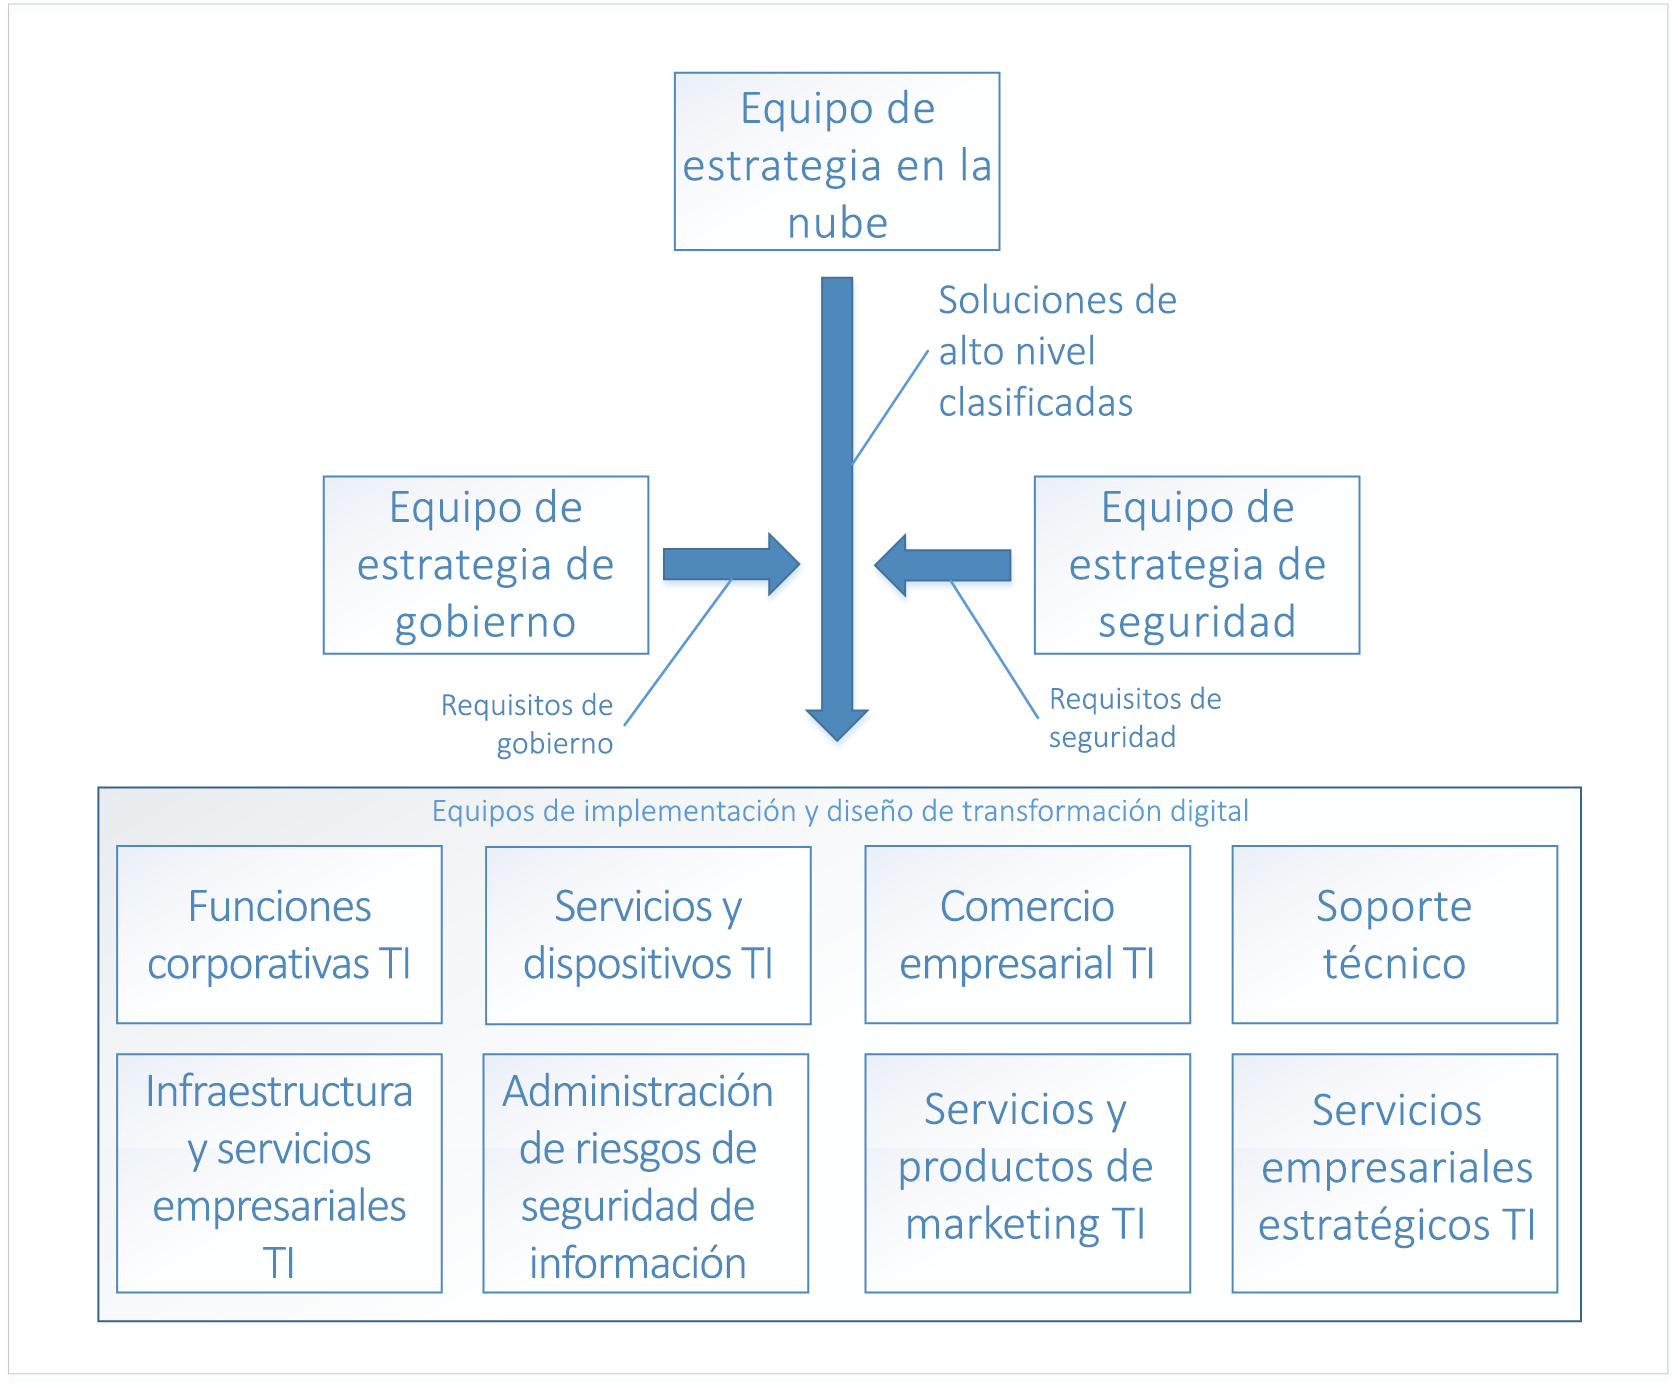 Equipo de
estrategia en la
nube
Soluciones de
alto nivel
clasificadas
Equipo de
estrategia de
gobierno
Equipo de
estrategia de
seguridad
Requisitos de
gobierno
Requisitos de
seguridad
Equipos de implementación y diseño de transformación digital
Funciones
corporativas TI
Servicios y
dispositivos TI
Comercio
empresarial TI
Soporte
técnico
Infraestructura
y servicios
empresariales
TI
Administración
de riesgos de
seguridad de
información
Servicios y
productos de
marketing TI
Servicios
empresariales
estratégicos TI